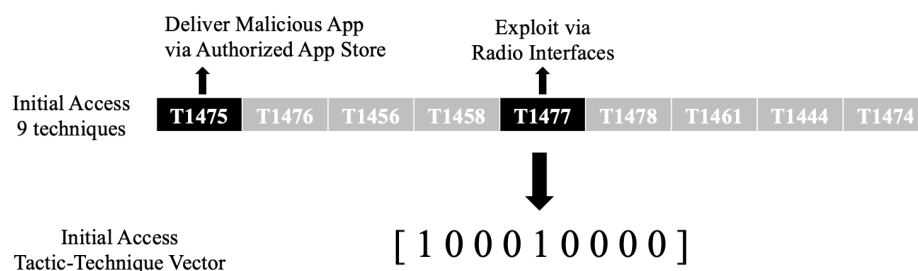 Deliver Malicious App
via Authorized App Store
Exploit via
Radio Interfaces
Initial Access
9 techniques
T1475 T1476 T1456 T1458 T1477 T1478 T1461 T1444 T1474
Initial Access
Tactic-Technique Vector
[ 1 0 0 0 1 0 0 0 0 ]